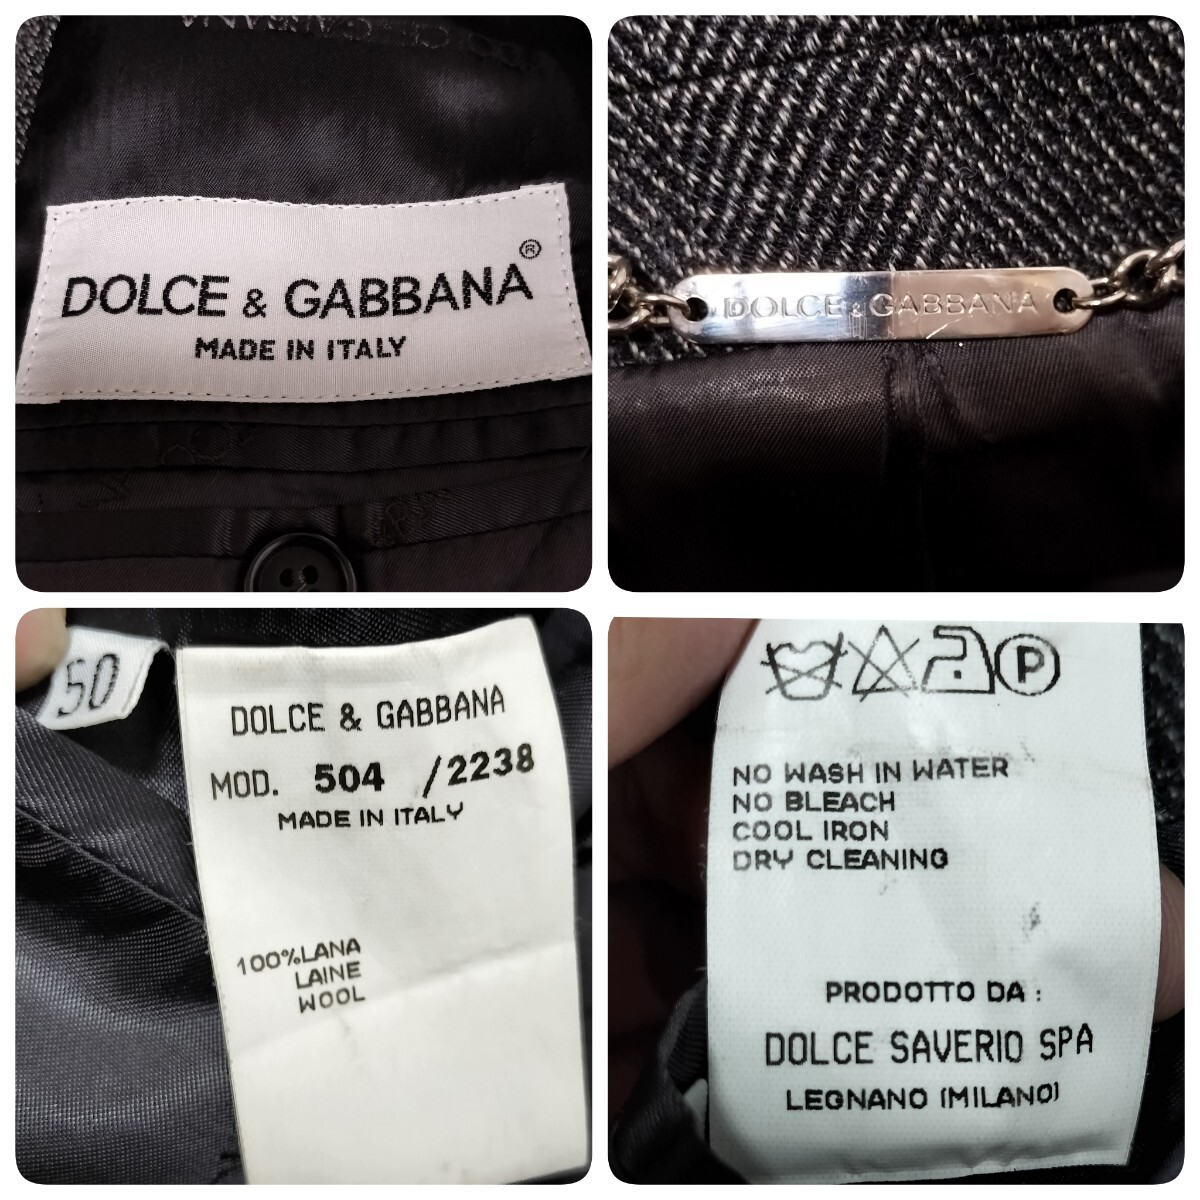 DOLCE & GABBANA®
MADE IN ITALY
DOLCE & GABBANA
50
DOLCE & GABBANA
MOD. 504 /2238
MADE IN ITALY
100%LANA
LAINE
WOOL
P
NO WASH IN WATER
NO BLEACH
COOL IRON
DRY CLEANING
PRODOTTO DA :
DOLCE SAVERIO SPA
LEGNANO (MILANO)